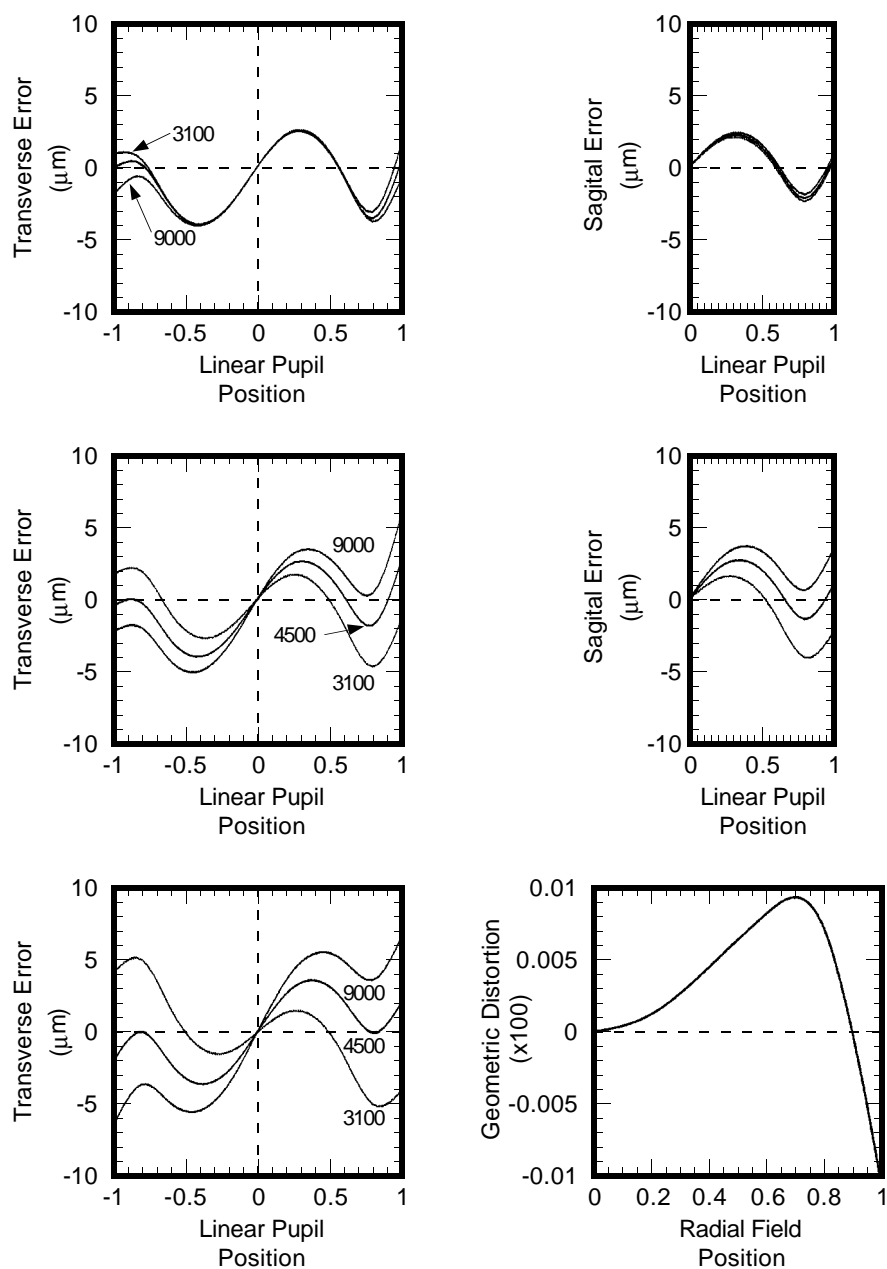 10
5
0
-5
-10
Transverse Error
(μm)
3100
9000
-1
-0.5
0
0.5
1
Linear Pupil
Position
10
5
0
-5
-10
Sagital Error
(μm)
0
0.5
1
Linear Pupil
Position
10
5
0
-5
-10
Transverse Error
(μm)
9000
4500
3100
-1
-0.5
0
0.5
1
Linear Pupil
Position
10
5
0
-5
-10
Sagital Error
(μm)
0
0.5
1
Linear Pupil
Position
10
5
0
-5
-10
Transverse Error
(μm)
9000
4500
3100
-1
-0.5
0
0.5
1
Linear Pupil
Position
0.01
0.005
0
-0.005
-0.01
Geometric Distortion
(x100)
0
0.2
0.4
0.6
0.8
1
Radial Field
Position